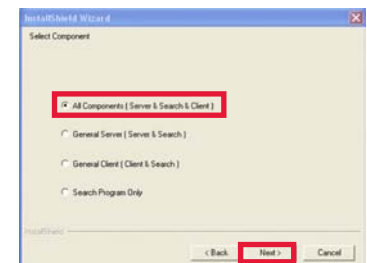 InstallShield Wizard
Select Component
All Components ( Server & Search & Client )
General Server ( Server & Search )
General Client ( Client & Search )
Search Program Only
InstallShield
< Back Next > Cancel